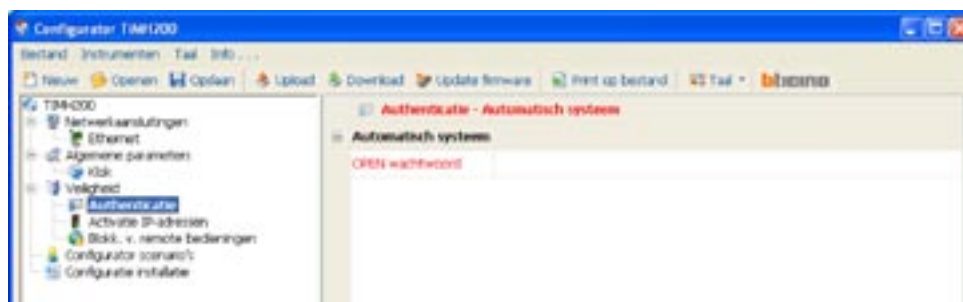 Configurator TiMH200
Bestand Instrumenten Taal Info...
Nieuw Openen Opslaan Upload Download Update firmware Print op bestand Taal bticino
TiMH200
Netwerkaansluitingen
Ethernet
Algemene parameters
Klok
Veiligheid
Authenticatie
Activatie IP-adressen
Blokk. v. remote bedieningen
Configurator scenario's
Configuratie installatie
Authenticatie - Automatisch systeem
Automatisch systeem
OPEN wachtwoord